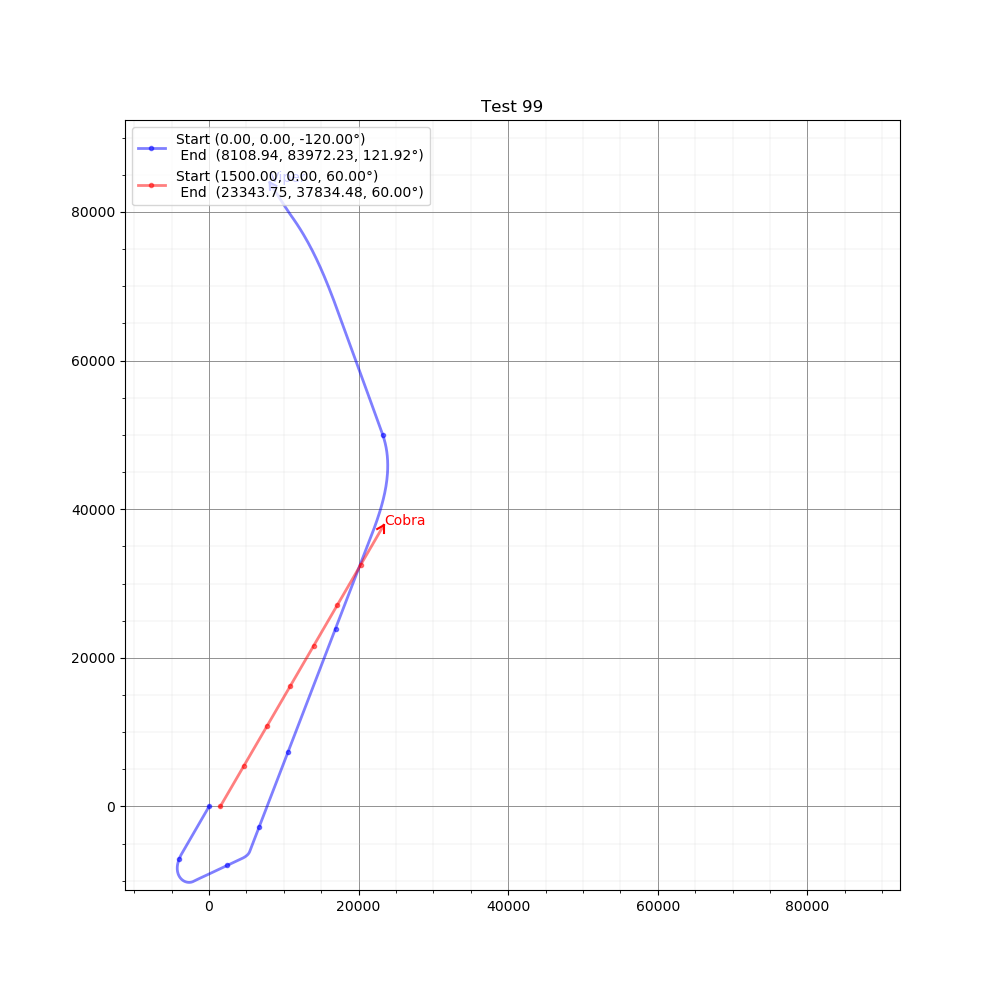 Test 99
Start (0.00, 0.00, -120.00°)
End (8108.94, 83972.23, 121.92°)
Start (1500.00, 0.00, 60.00°)
End (23343.75, 37834.48, 60.00°)
80000
60000
Cobra
40000
20000
0
0 20000 40000 60000 80000